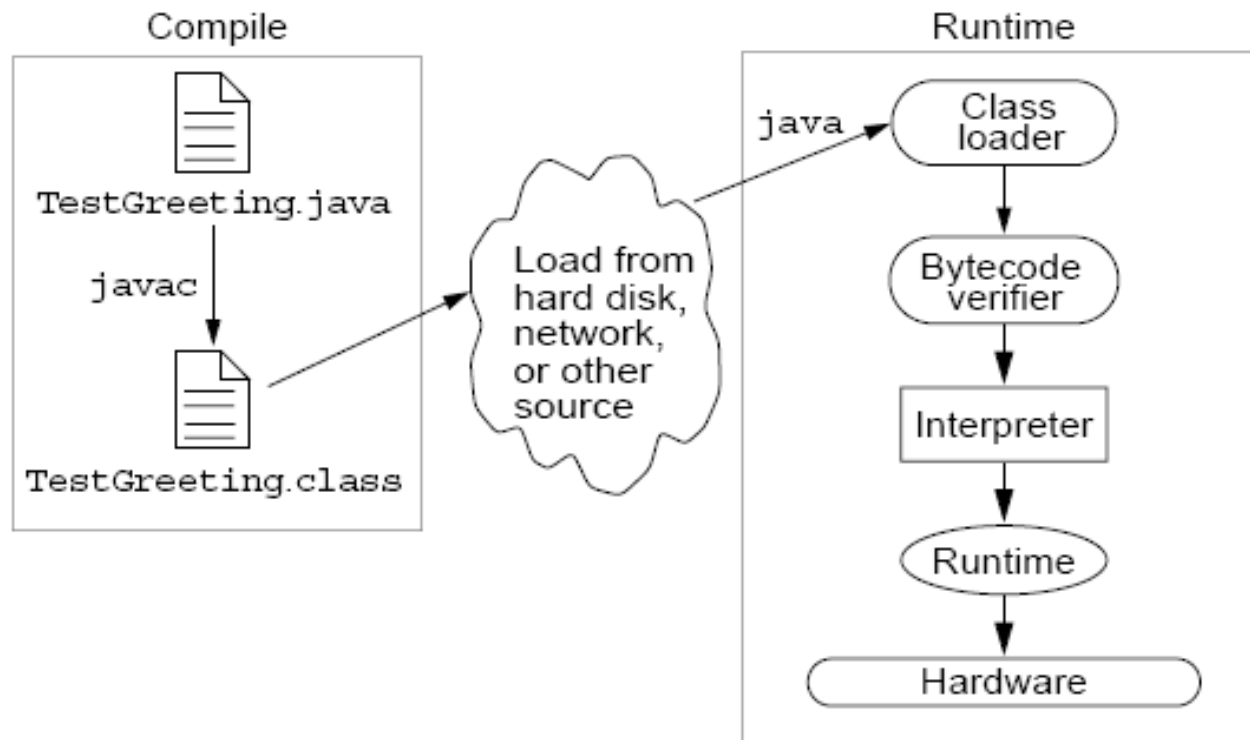 Compile
TestGreeting.java
javac
TestGreeting.class
Load from
hard disk,
network,
or other
source
java
Runtime
Class
loader
Bytecode
verifier
Interpreter
Runtime
Hardware